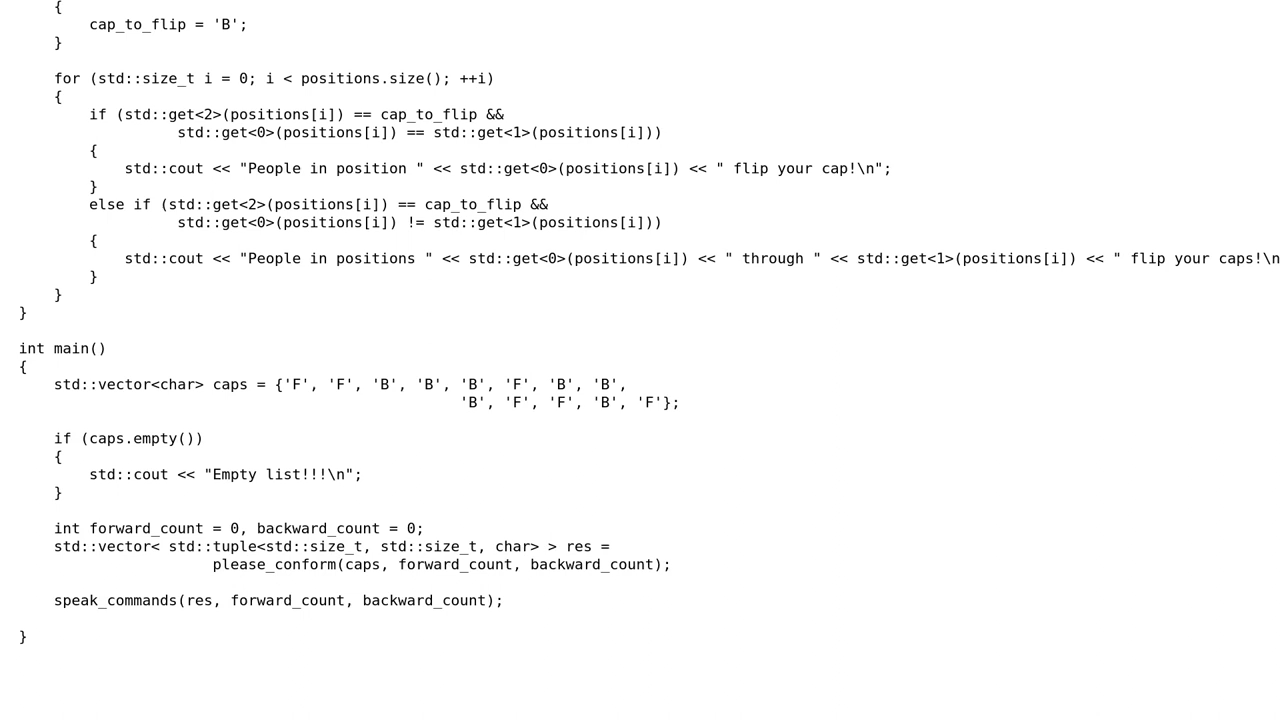 {
        cap_to_flip = 'B';
    }

    for (std::size_t i = 0; i < positions.size(); ++i)
    {
        if (std::get<2>(positions[i]) == cap_to_flip &&
                  std::get<0>(positions[i]) == std::get<1>(positions[i]))
        {
            std::cout << "People in position " << std::get<0>(positions[i]) << " flip your cap!\n";
        }
        else if (std::get<2>(positions[i]) == cap_to_flip &&
                  std::get<0>(positions[i]) != std::get<1>(positions[i]))
        {
            std::cout << "People in positions " << std::get<0>(positions[i]) << " through " << std::get<1>(positions[i]) << " flip your caps!\n
        }
    }
}

int main()
{
    std::vector<char> caps = {'F', 'F', 'B', 'B', 'B', 'F', 'B', 'B',
                                                  'B', 'F', 'F', 'B', 'F'};

    if (caps.empty())
    {
        std::cout << "Empty list!!!\n";
    }

    int forward_count = 0, backward_count = 0;
    std::vector< std::tuple<std::size_t, std::size_t, char> > res =
                      please_conform(caps, forward_count, backward_count);

    speak_commands(res, forward_count, backward_count);

}